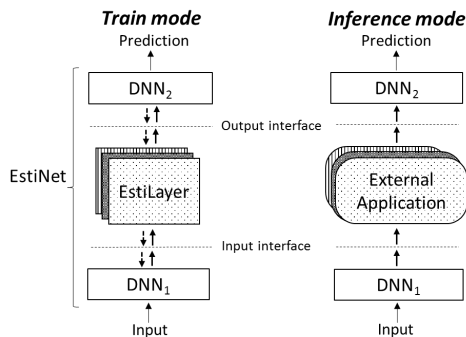 Train mode
Inference mode
Prediction
Prediction
DNN₂
DNN₂
Output interface
EstiNet
EstiLayer
External
Application
Input interface
DNN₁
DNN₁
Input
Input